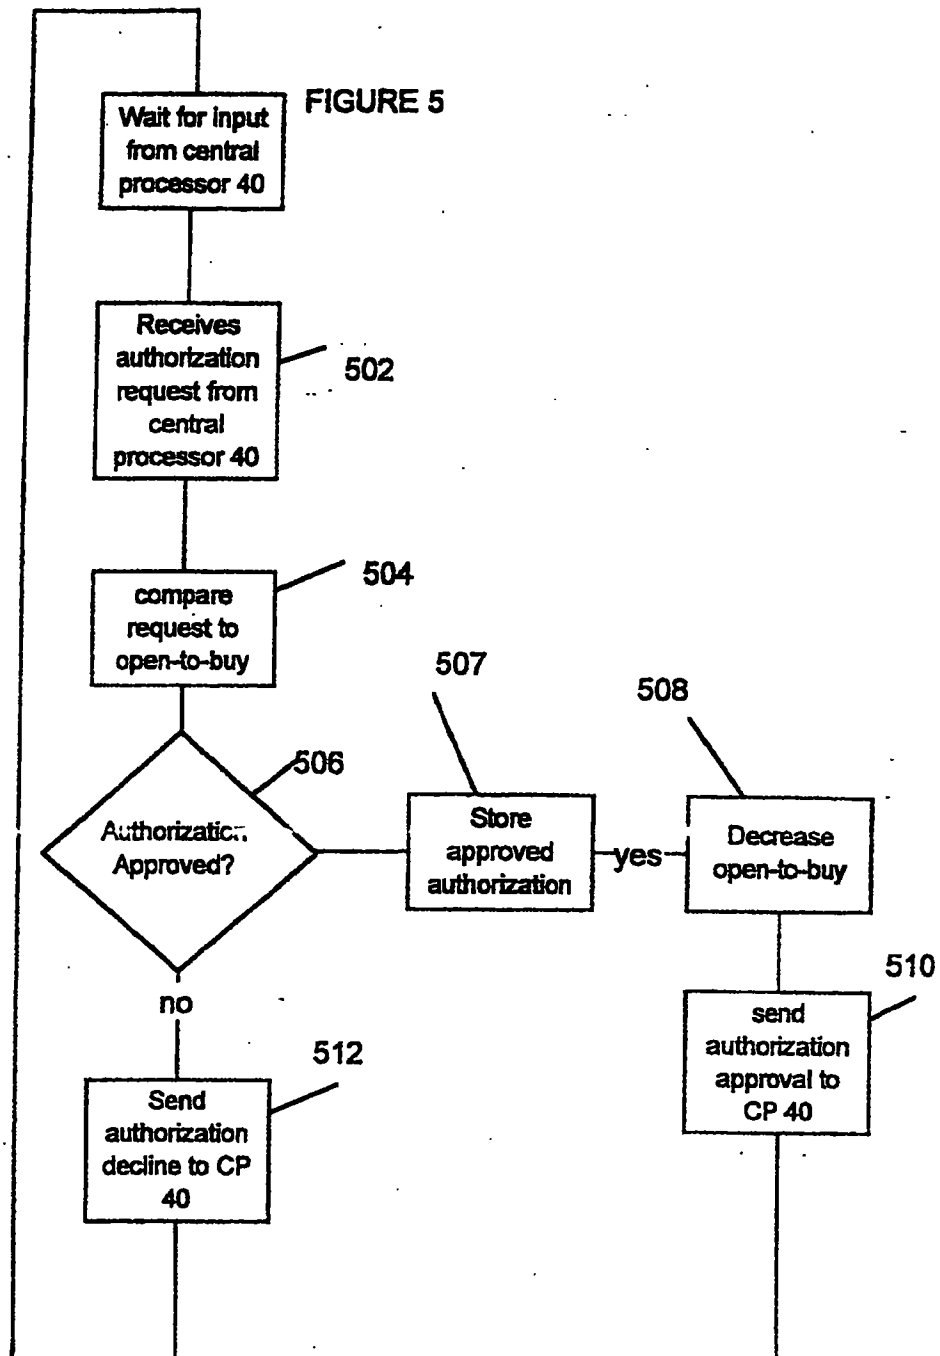 FIGURE 5
Wait for input
from central
processor 40
Receives
authorization
request from
central
processor 40
502
compare
request to
open-to-buy
504
506
Authorization
Approved?
507
Store
approved
authorization
yes
508
Decrease
open-to-buy
510
send
authorization
approval to
CP 40
no
512
Send
authorization
decline to CP
40